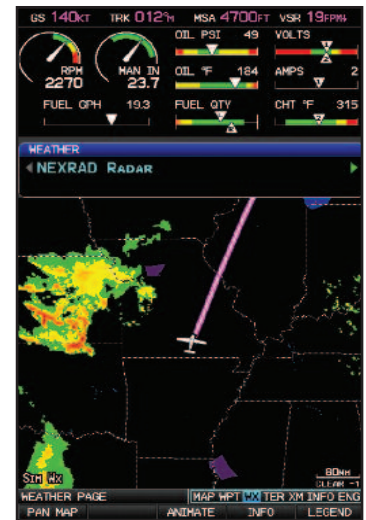 GS 140KT TRK 012°M MSA 4700FT VSR 19FPM↓
OIL PSI 49 VOLTS
RPM 2270 MAN IN 23.7
OIL °F 184 AMPS 2
FUEL GPH 19.3 FUEL QTY CHT °F 315
WEATHER
NEXRAD RADAR
80NM
SIM WX CLEAR -1
WEATHER PAGE MAP WPT WX TER XM INFO ENG
PAN MAP ANIMATE INFO LEGEND